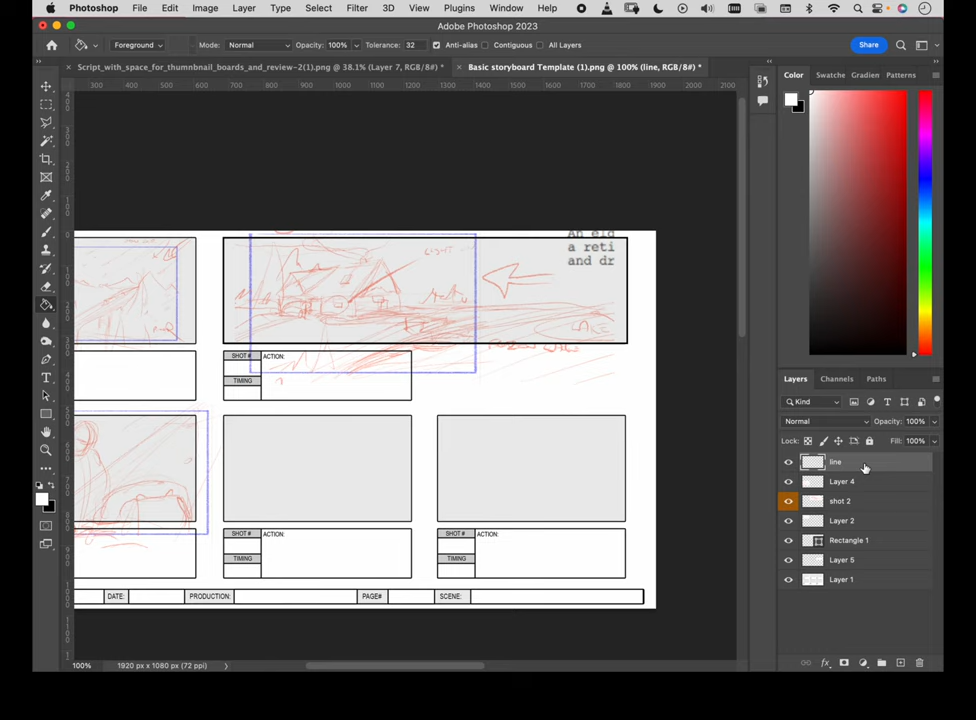 Photoshop File Edit Image Layer Type Select Filter 3D View Plugins Window Help
Adobe Photoshop 2023
Foreground Mode: Normal Opacity: 100% Tolerance: 32 Anti-alias Contiguous All Layers Share
Script_with_space_for_thumnbnail_boards_and_review-2(1).png @ 38.1% (Layer 7, RGB/8#) *
Basic storyboard Template (1).png @ 100% (line, RGB/8#) *
Color Swatche Gradien Patterns
300 400 500 600 700 800 900 1000 1100 1200 1300 1400 1500 1600 1700 1800 1900
An eld
a reti
and dr
LIGHT
LAKE
SHOT # ACTION:
TIMING
SHOT # ACTION: SHOT # ACTION:
TIMING TIMING
DATE: PRODUCTION: PAGE# SCENE:
Layers Channels Paths
Kind
Normal Opacity: 100%
Lock: Fill: 100%
line
Layer 4
shot 2
Layer 2
Rectangle 1
Layer 5
Layer 1
100% 1920 px x 1080 px (72 ppi)